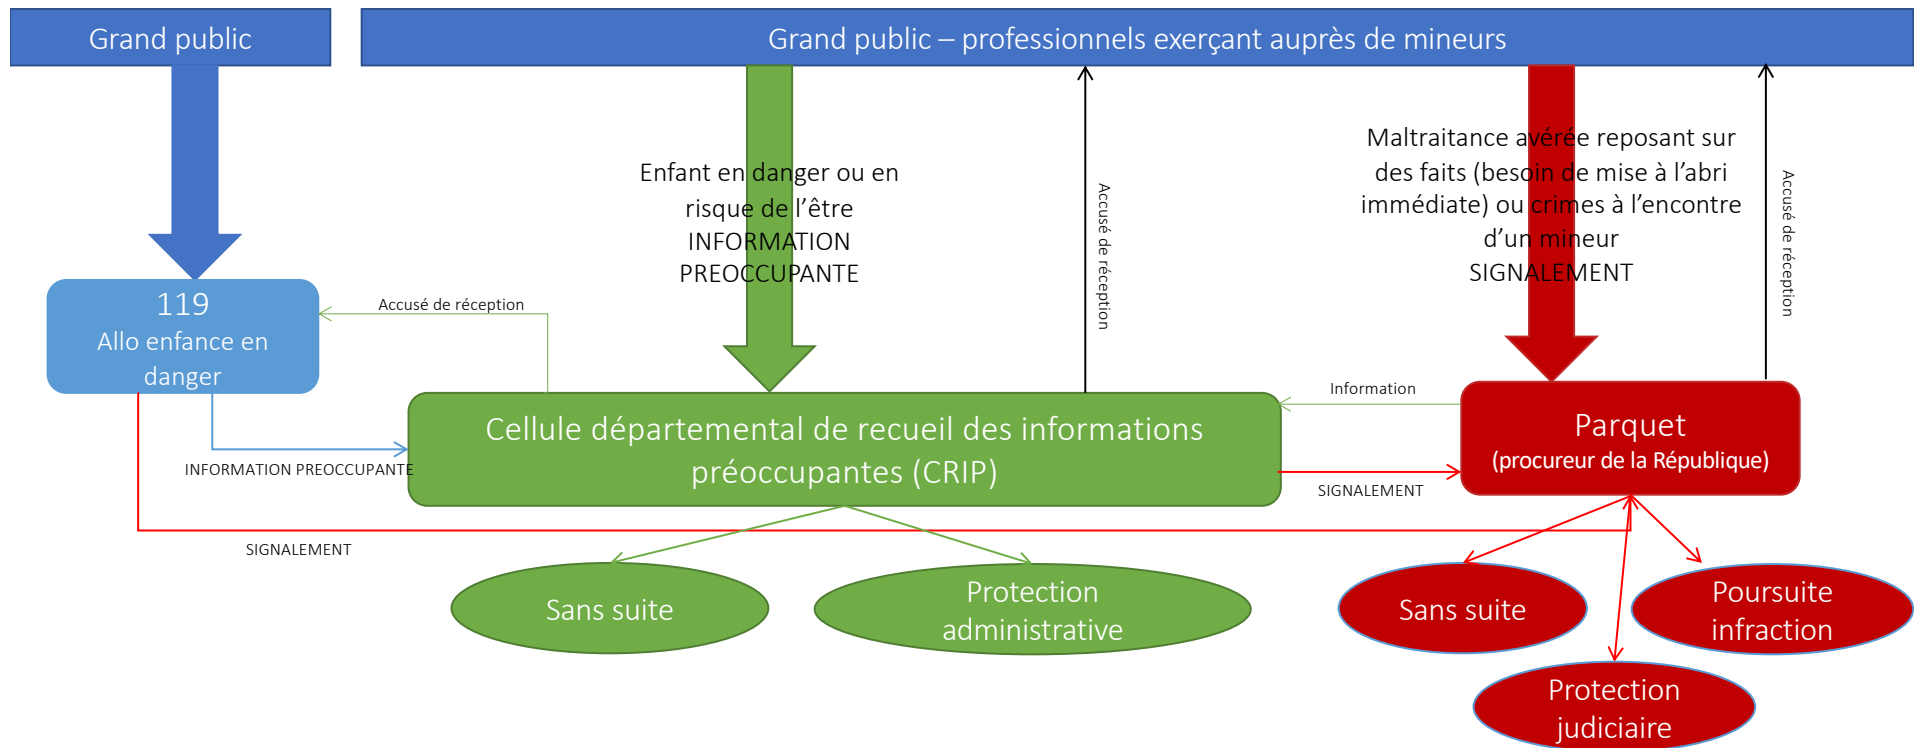 Grand public
Grand public – professionnels exerçant auprès de mineurs
Enfant en danger ou en
risque de l'être
INFORMATION
PREOCCUPANTE
Accusé de réception
Maltraitance avérée reposant sur
des faits (besoin de mise à l'abri
immédiate) ou crimes à l'encontre
d'un mineur
SIGNALEMENT
Accusé de réception
119
Allo enfance en
danger
Accusé de réception
Cellule départemental de recueil des informations
préoccupantes (CRIP)
Information
Parquet
(procureur de la République)
INFORMATION PREOCCUPANTE
SIGNALEMENT
SIGNALEMENT
Sans suite
Protection
administrative
Sans suite
Poursuite
infraction
Protection
judiciaire